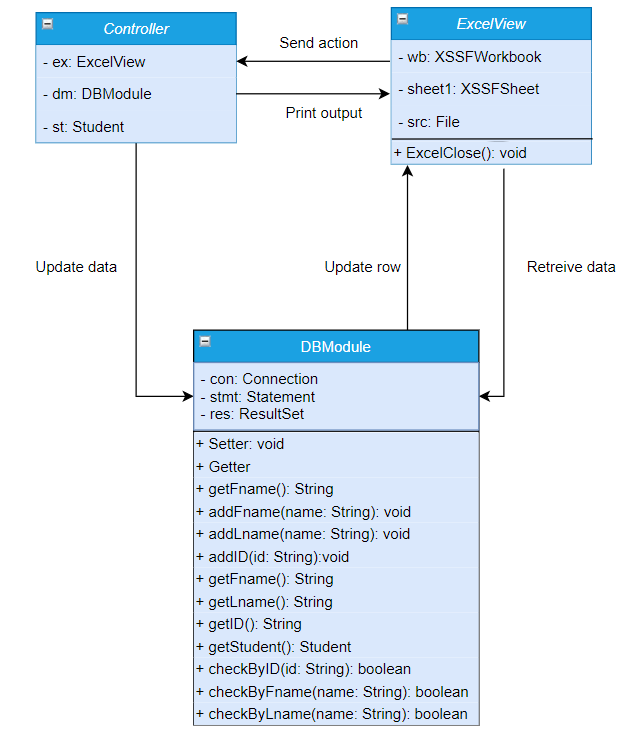 Controller
- ex: ExcelView
- dm: DBModule
- st: Student
Send action
Print output
ExcelView
- wb: XSSFWorkbook
- sheet1: XSSFSheet
- src: File
+ ExcelClose(): void
Update data
Update row
Retreive data
DBModule
- con: Connection
- stmt: Statement
- res: ResultSet
+ Setter: void
+ Getter
+ getFname(): String
+ addFname(name: String): void
+ addLname(name: String): void
+ addID(id: String):void
+ getFname(): String
+ getLname(): String
+ getID(): String
+ getStudent(): Student
+ checkByID(id: String): boolean
+ checkByFname(name: String): boolean
+ checkByLname(name: String): boolean